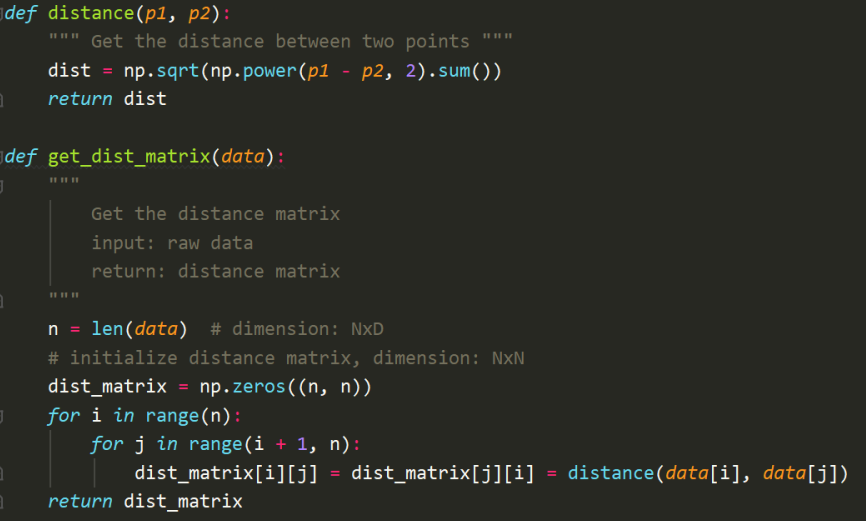 def distance(p1, p2):
    """ Get the distance between two points """
    dist = np.sqrt(np.power(p1 - p2, 2).sum())
    return dist

def get_dist_matrix(data):
    """
        Get the distance matrix
        input: raw data
        return: distance matrix
    """
    n = len(data)  # dimension: NxD
    # initialize distance matrix, dimension: NxN
    dist_matrix = np.zeros((n, n))
    for i in range(n):
        for j in range(i + 1, n):
            dist_matrix[i][j] = dist_matrix[j][i] = distance(data[i], data[j])
    return dist_matrix